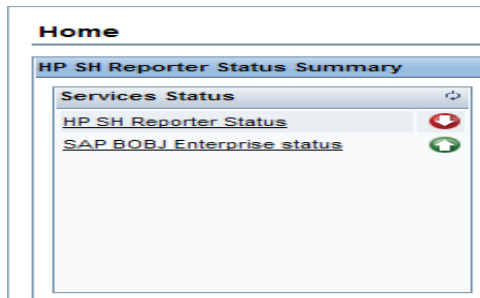 Home
HP SH Reporter Status Summary
Services Status
HP SH Reporter Status
SAP BOBJ Enterprise status